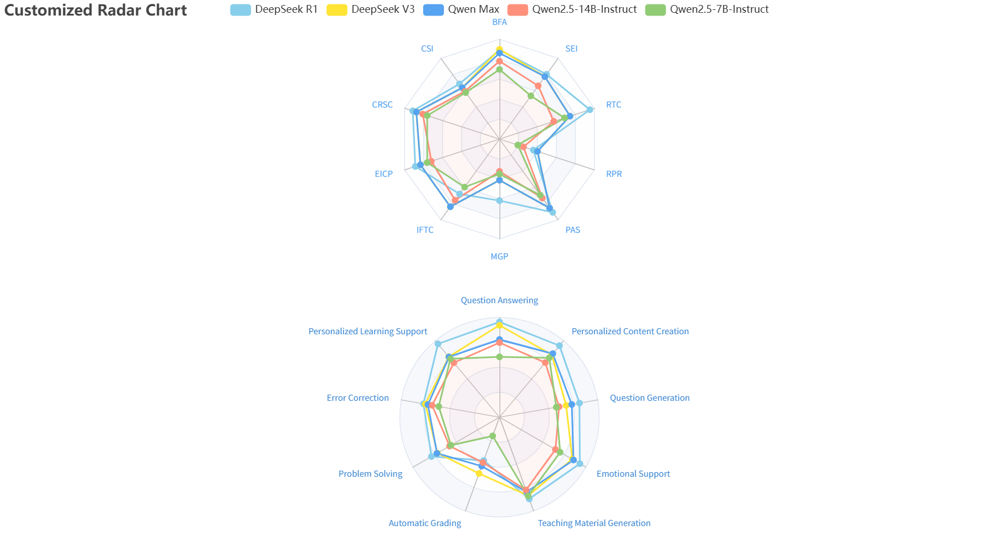 Customized Radar Chart
DeepSeek R1
DeepSeek V3
Qwen Max
Qwen2.5-14B-Instruct
Qwen2.5-7B-Instruct
BFA
CSI
SEI
CRSC
RTC
EICP
RPR
IFTC
PAS
MGP
Question Answering
Personalized Learning Support
Personalized Content Creation
Error Correction
Question Generation
Problem Solving
Emotional Support
Automatic Grading
Teaching Material Generation